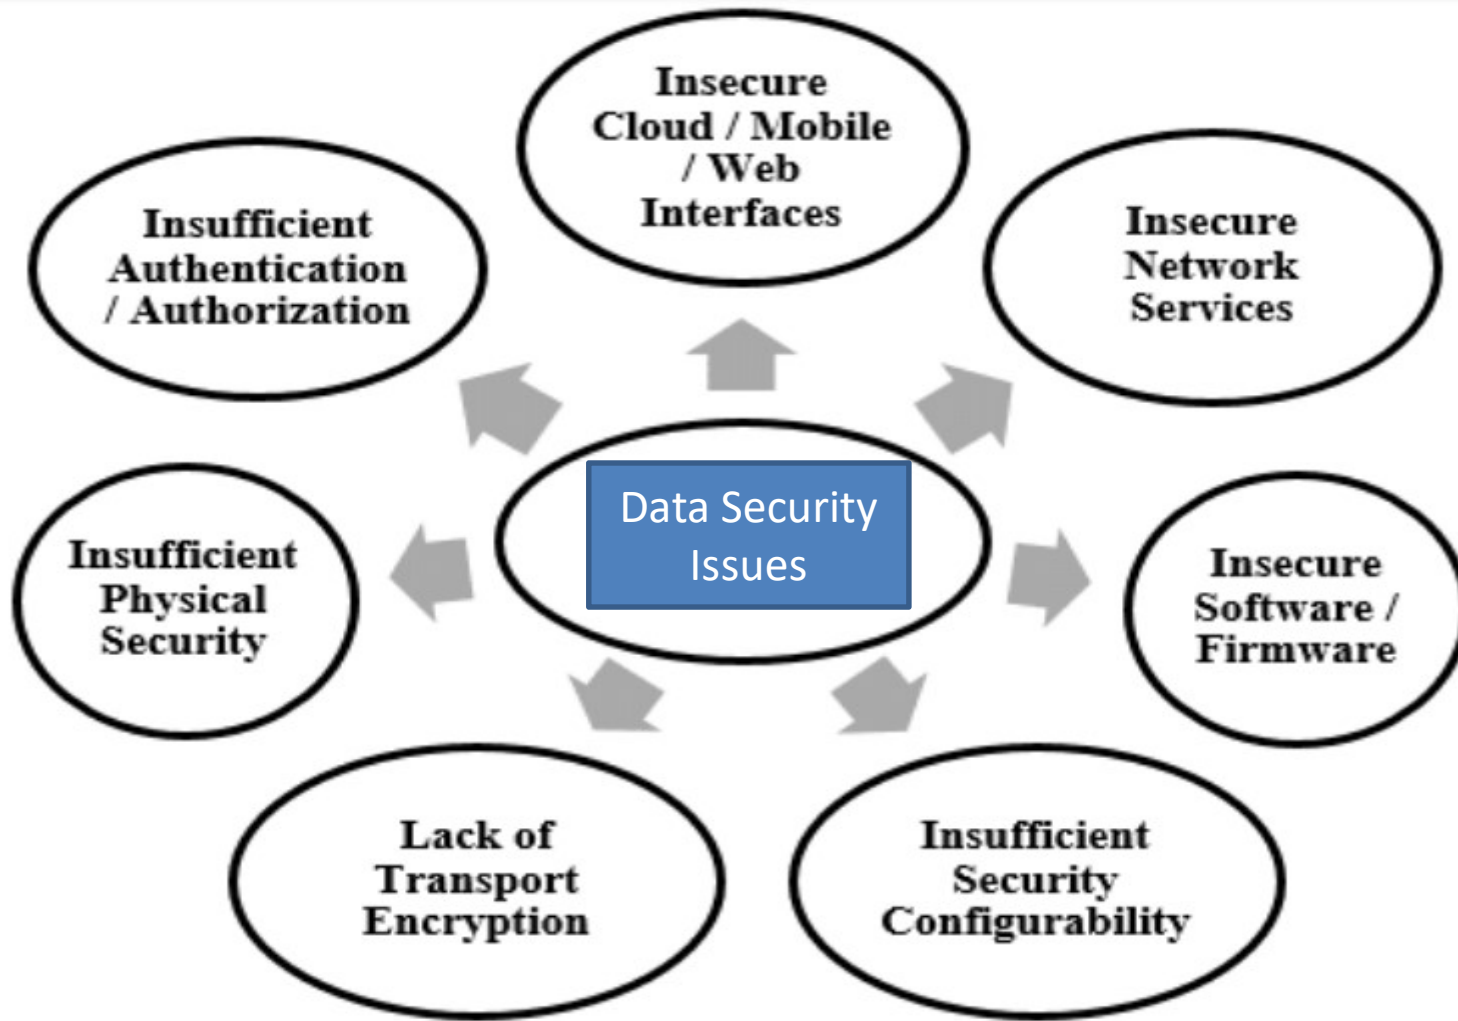 Insecure
Cloud / Mobile
/ Web
Interfaces
Insufficient
Authentication
/ Authorization
Insecure
Network
Services
Data Security
Issues
Insufficient
Physical
Security
Insecure
Software /
Firmware
Lack of
Transport
Encryption
Insufficient
Security
Configurability